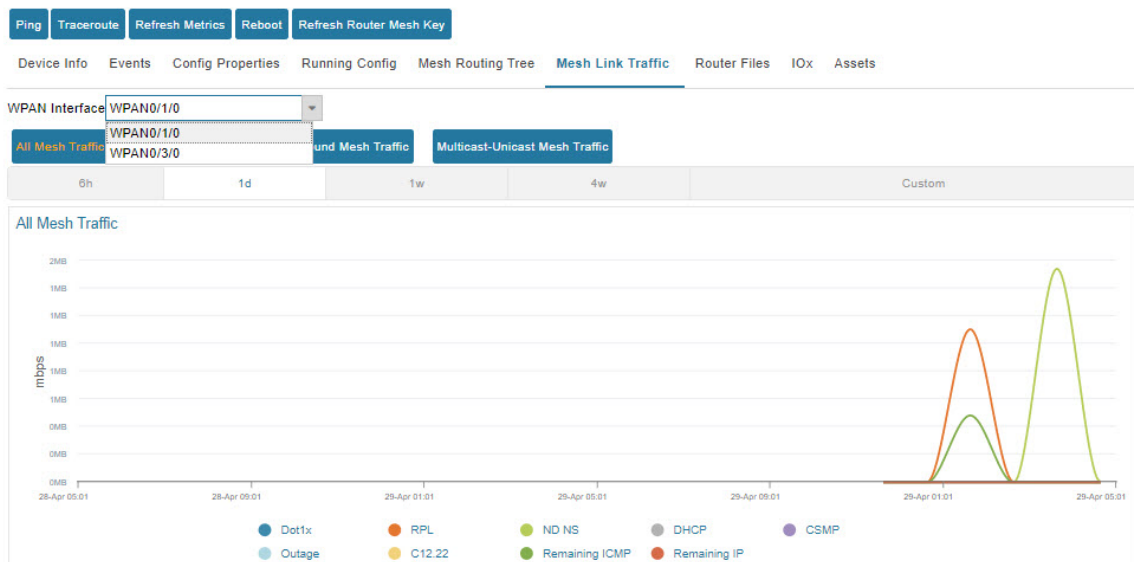 Ping Traceroute Refresh Metrics Reboot Refresh Router Mesh Key
Device Info Events Config Properties Running Config Mesh Routing Tree Mesh Link Traffic Router Files IOx Assets
WPAN Interface WPAN0/1/0
WPAN0/1/0
All Mesh Traffic und Mesh Traffic Multicast-Unicast Mesh Traffic
WPAN0/3/0
6h 1d 1w 4w Custom
All Mesh Traffic
2MB
1MB
1MB
1MB
mbps
1MB
1MB
0MB
0MB
0MB
28-Apr 05:01 28-Apr 09:01 29-Apr 01:01 29-Apr 05:01 29-Apr 09:01 29-Apr 01:01 29-Apr 05:01
Dot1x RPL ND NS DHCP CSMP
Outage C12.22 Remaining ICMP Remaining IP